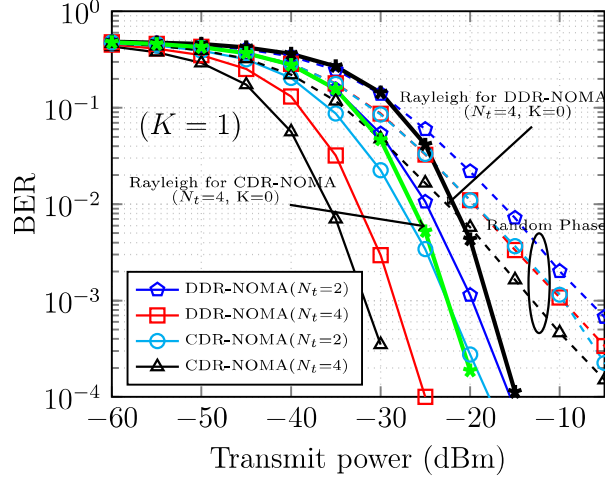 BER
10^0
10^{-1}
10^{-2}
10^{-3}
10^{-4}
Rayleigh for DDR-NOMA
(N_t=4, K=0)
(K = 1)
Rayleigh for CDR-NOMA
(N_t=4, K=0)
Random Phase
DDR-NOMA(N_t=2)
DDR-NOMA(N_t=4)
CDR-NOMA(N_t=2)
CDR-NOMA(N_t=4)
−60 −50 −40 −30 −20 −10
Transmit power (dBm)